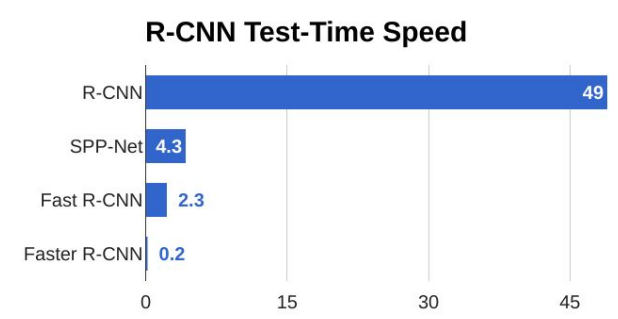 R-CNN Test-Time Speed
R-CNN 49
SPP-Net 4.3
Fast R-CNN 2.3
Faster R-CNN 0.2
0 15 30 45